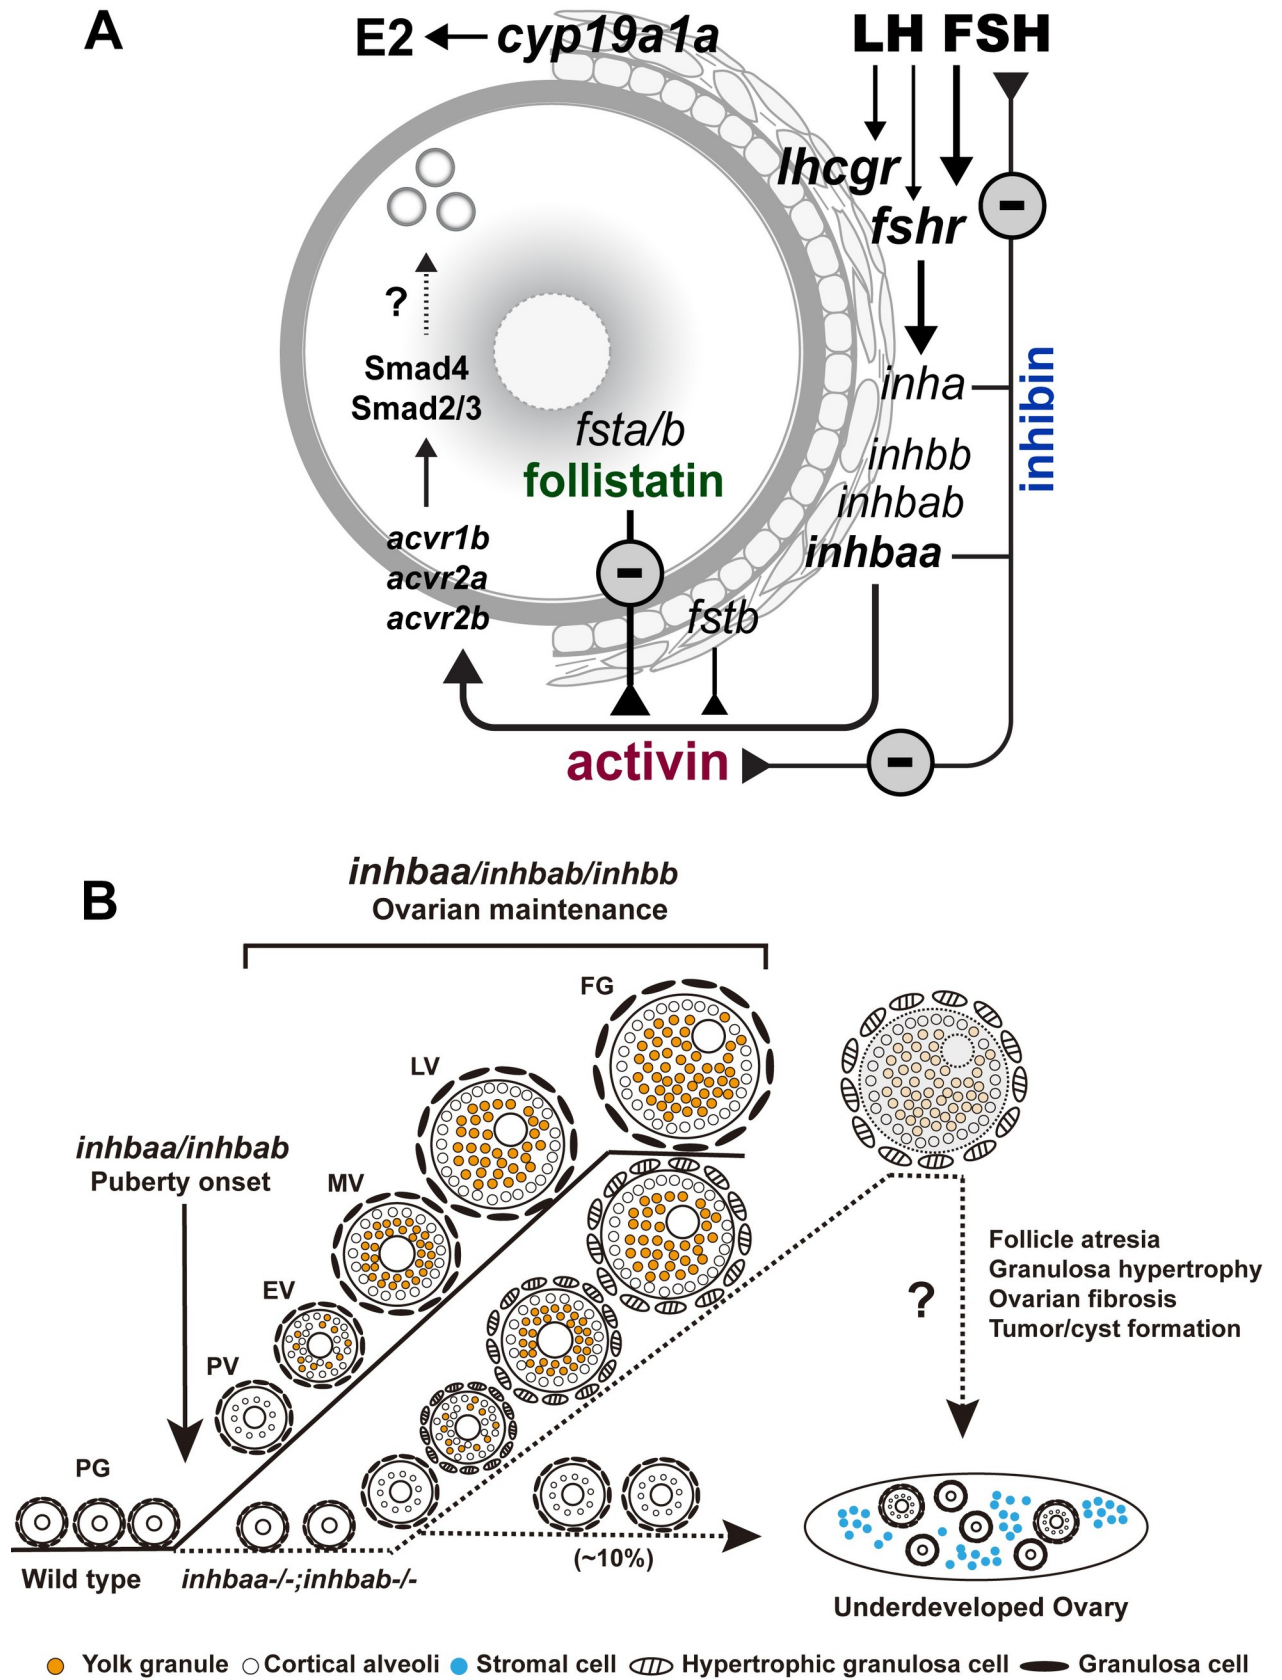 A
E2
cyp19a1a
LH FSH
lhcgr
fshr
-
?
Smad4
Smad2/3
inha
inhibin
fsta/b
follistatin
inhbb
inhbab
inhbaa
acvr1b
acvr2a
acvr2b
-
fstb
activin
-
B
inhbaa/inhbab/inhbb
Ovarian maintenance
FG
LV
inhbaa/inhbab
Puberty onset
MV
EV
PV
PG
Follicle atresia
Granulosa hypertrophy
Ovarian fibrosis
Tumor/cyst formation
?
(~10%)
Wild type
inhbaa-/-;inhbab-/-
Underdeveloped Ovary
Yolk granule
Cortical alveoli
Stromal cell
Hypertrophic granulosa cell
Granulosa cell